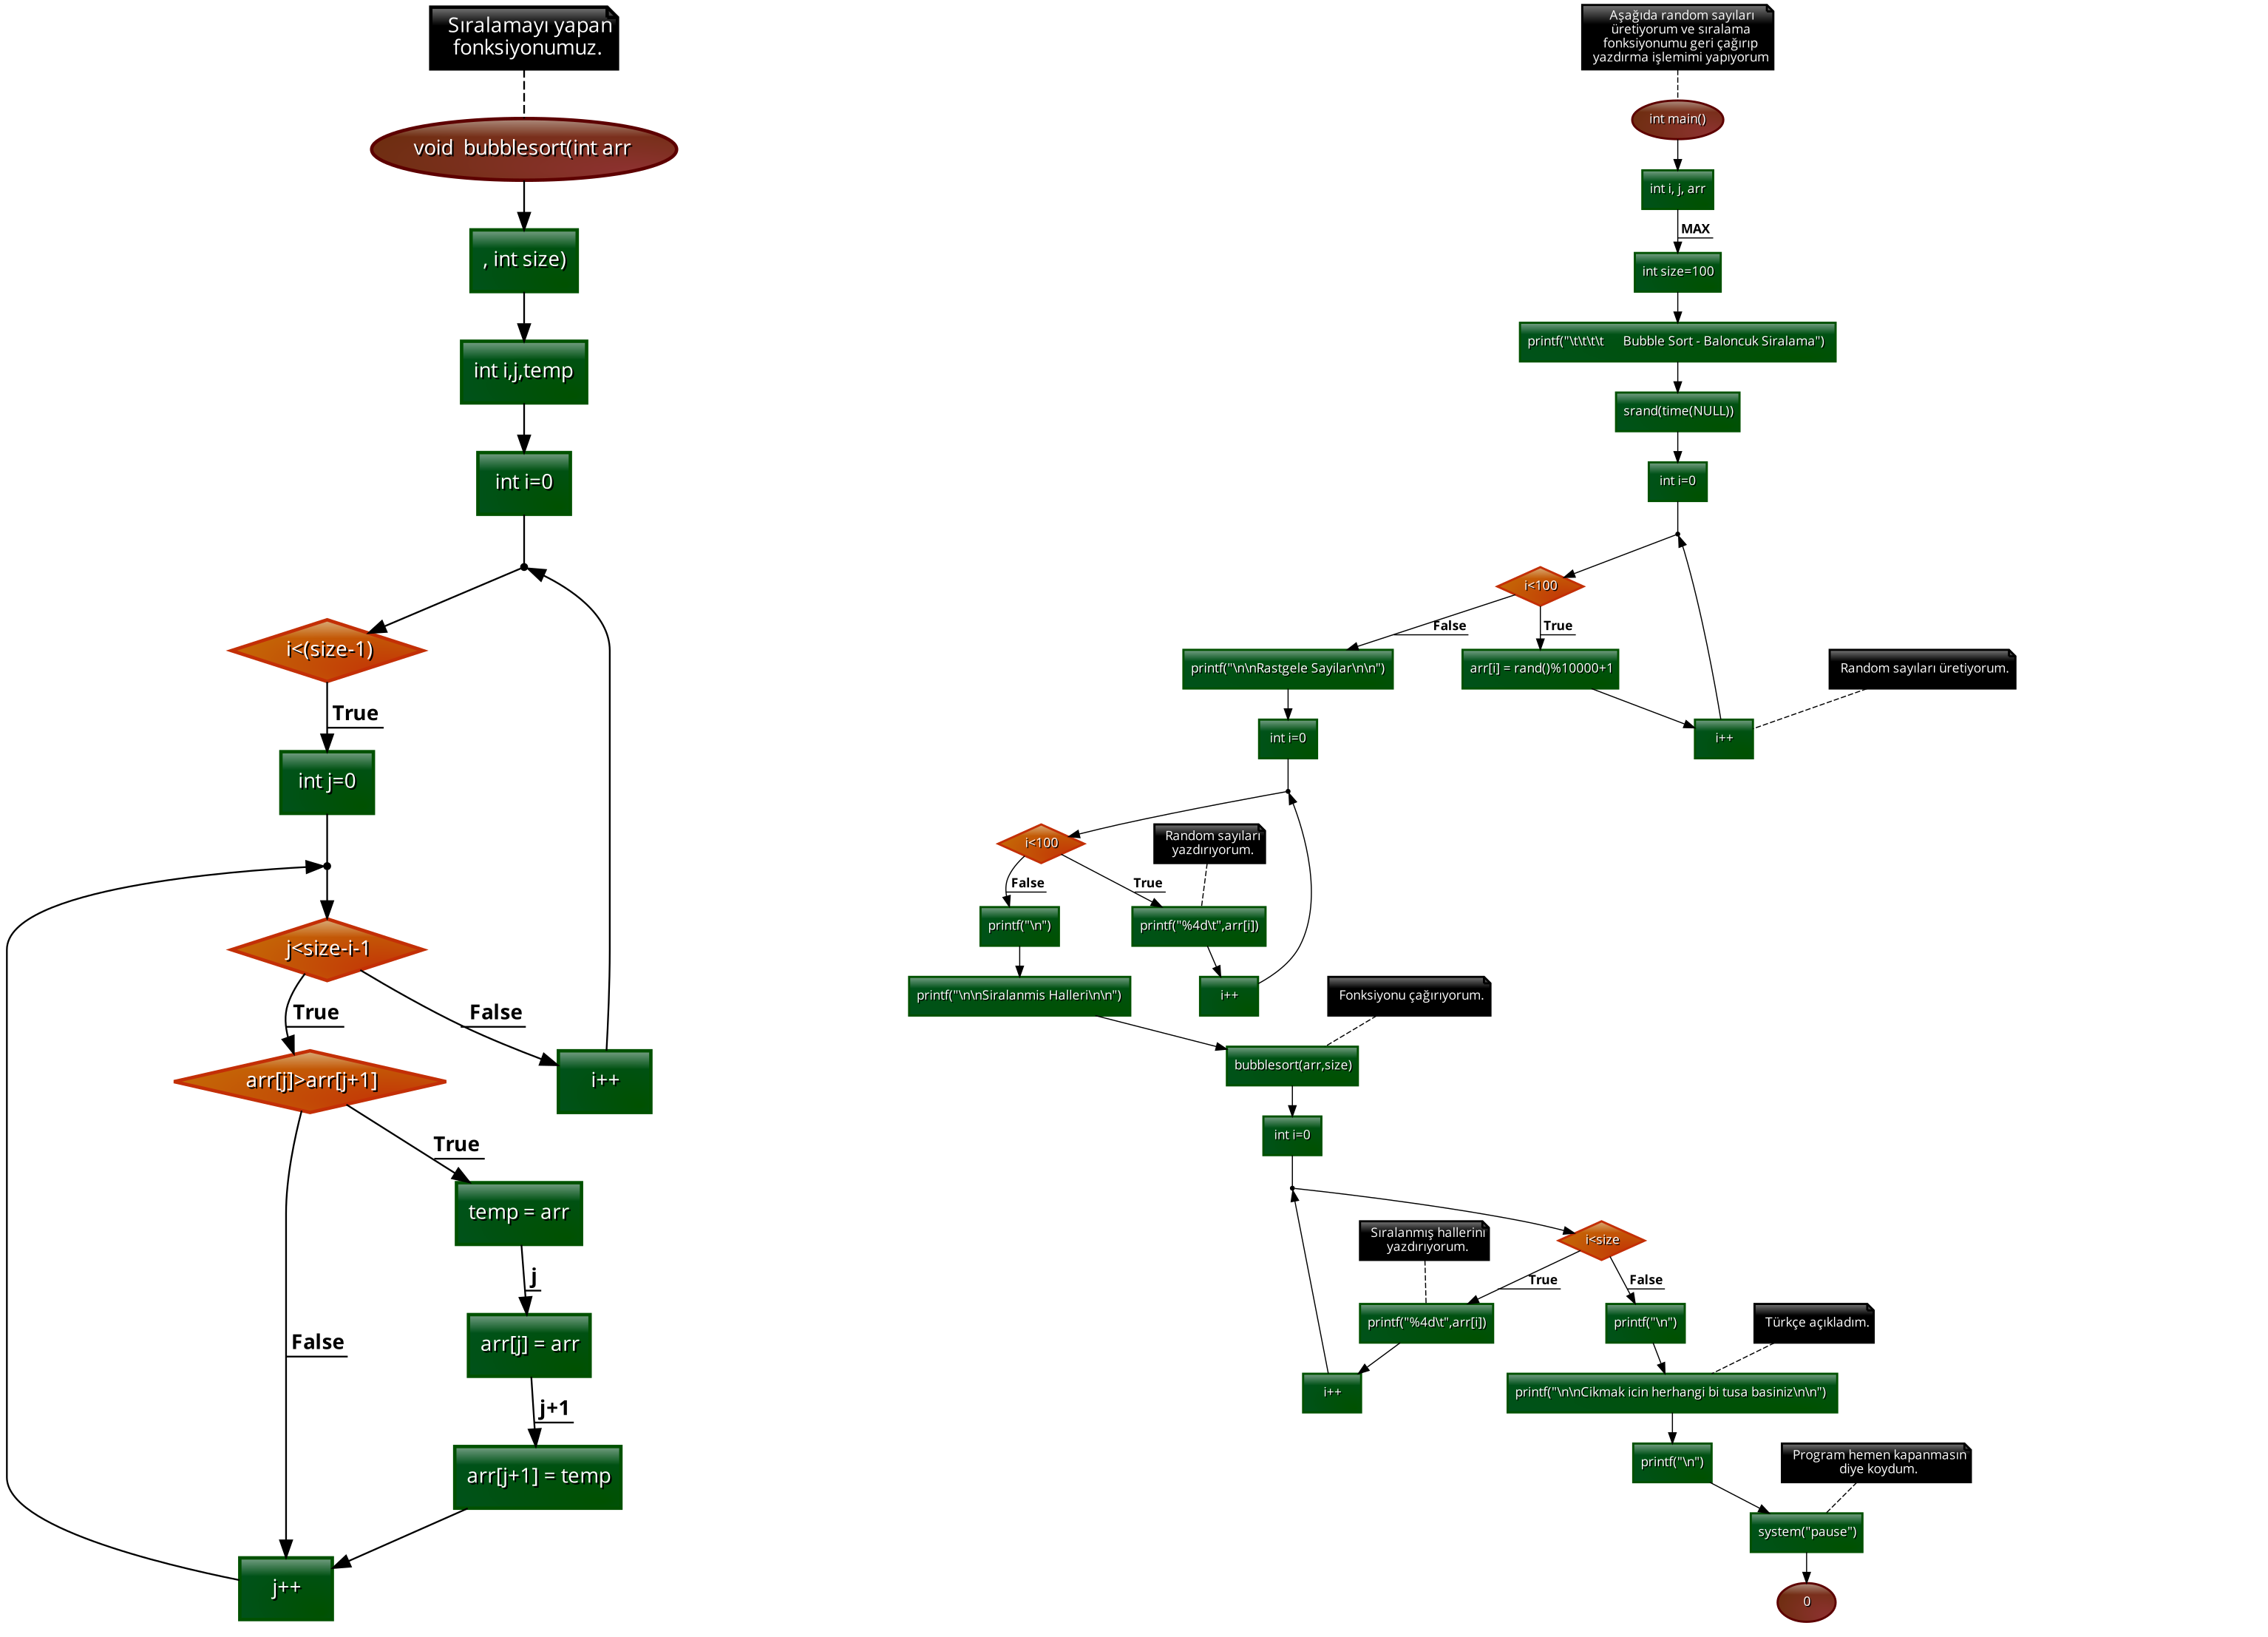 Sıralamayı yapan
fonksiyonumuz.
void  bubblesort(int arr
, int size)
int i,j,temp
int i=0
i<(size-1)
True
int j=0
j<size-i-1
True
False
arr[j]>arr[j+1]
i++
True
temp = arr
j
arr[j] = arr
False
j+1
arr[j+1] = temp
j++
Aşağıda random sayıları
üretiyorum ve sıralama
fonksiyonumu geri çağırıp
yazdırma işlemimi yapıyorum
int main()
int i, j, arr
MAX
int size=100
printf("\t\t\t\t     Bubble Sort - Baloncuk Siralama")
srand(time(NULL))
int i=0
i<100
False
True
printf("\n\nRastgele Sayilar\n\n")
arr[i] = rand()%10000+1
Random sayıları üretiyorum.
int i=0
i++
i<100
Random sayıları
yazdırıyorum.
False
True
printf("\n")
printf("%4d\t",arr[i])
printf("\n\nSiralanmis Halleri\n\n")
i++
Fonksiyonu çağırıyorum.
bubblesort(arr,size)
int i=0
Sıralanmış hallerini
yazdırıyorum.
i<size
True
False
printf("%4d\t",arr[i])
printf("\n")
Türkçe açıkladım.
i++
printf("\n\nCikmak icin herhangi bi tusa basiniz\n\n")
printf("\n")
Program hemen kapanmasın
diye koydum.
system("pause")
0